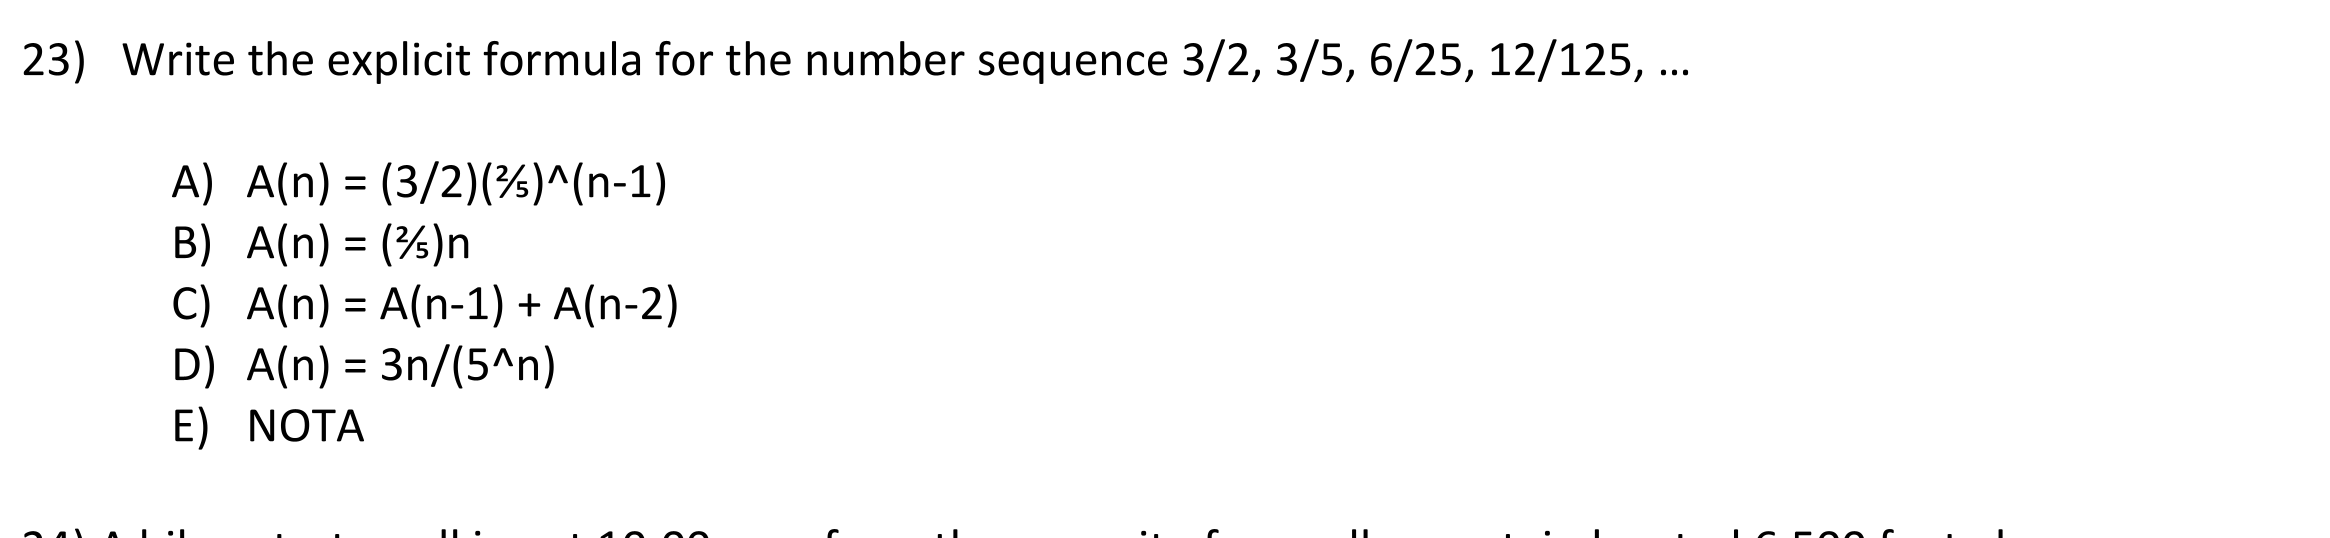 23) Write the explicit formula for the number sequence 3/2, 3/5, 6/25, 12/125, ...
A) A(n) = (3/2)(⅖)^(n-1)
B) A(n) = (⅖)n
C) A(n) = A(n-1) + A(n-2)
D) A(n) = 3n/(5^n)
E) NOTA